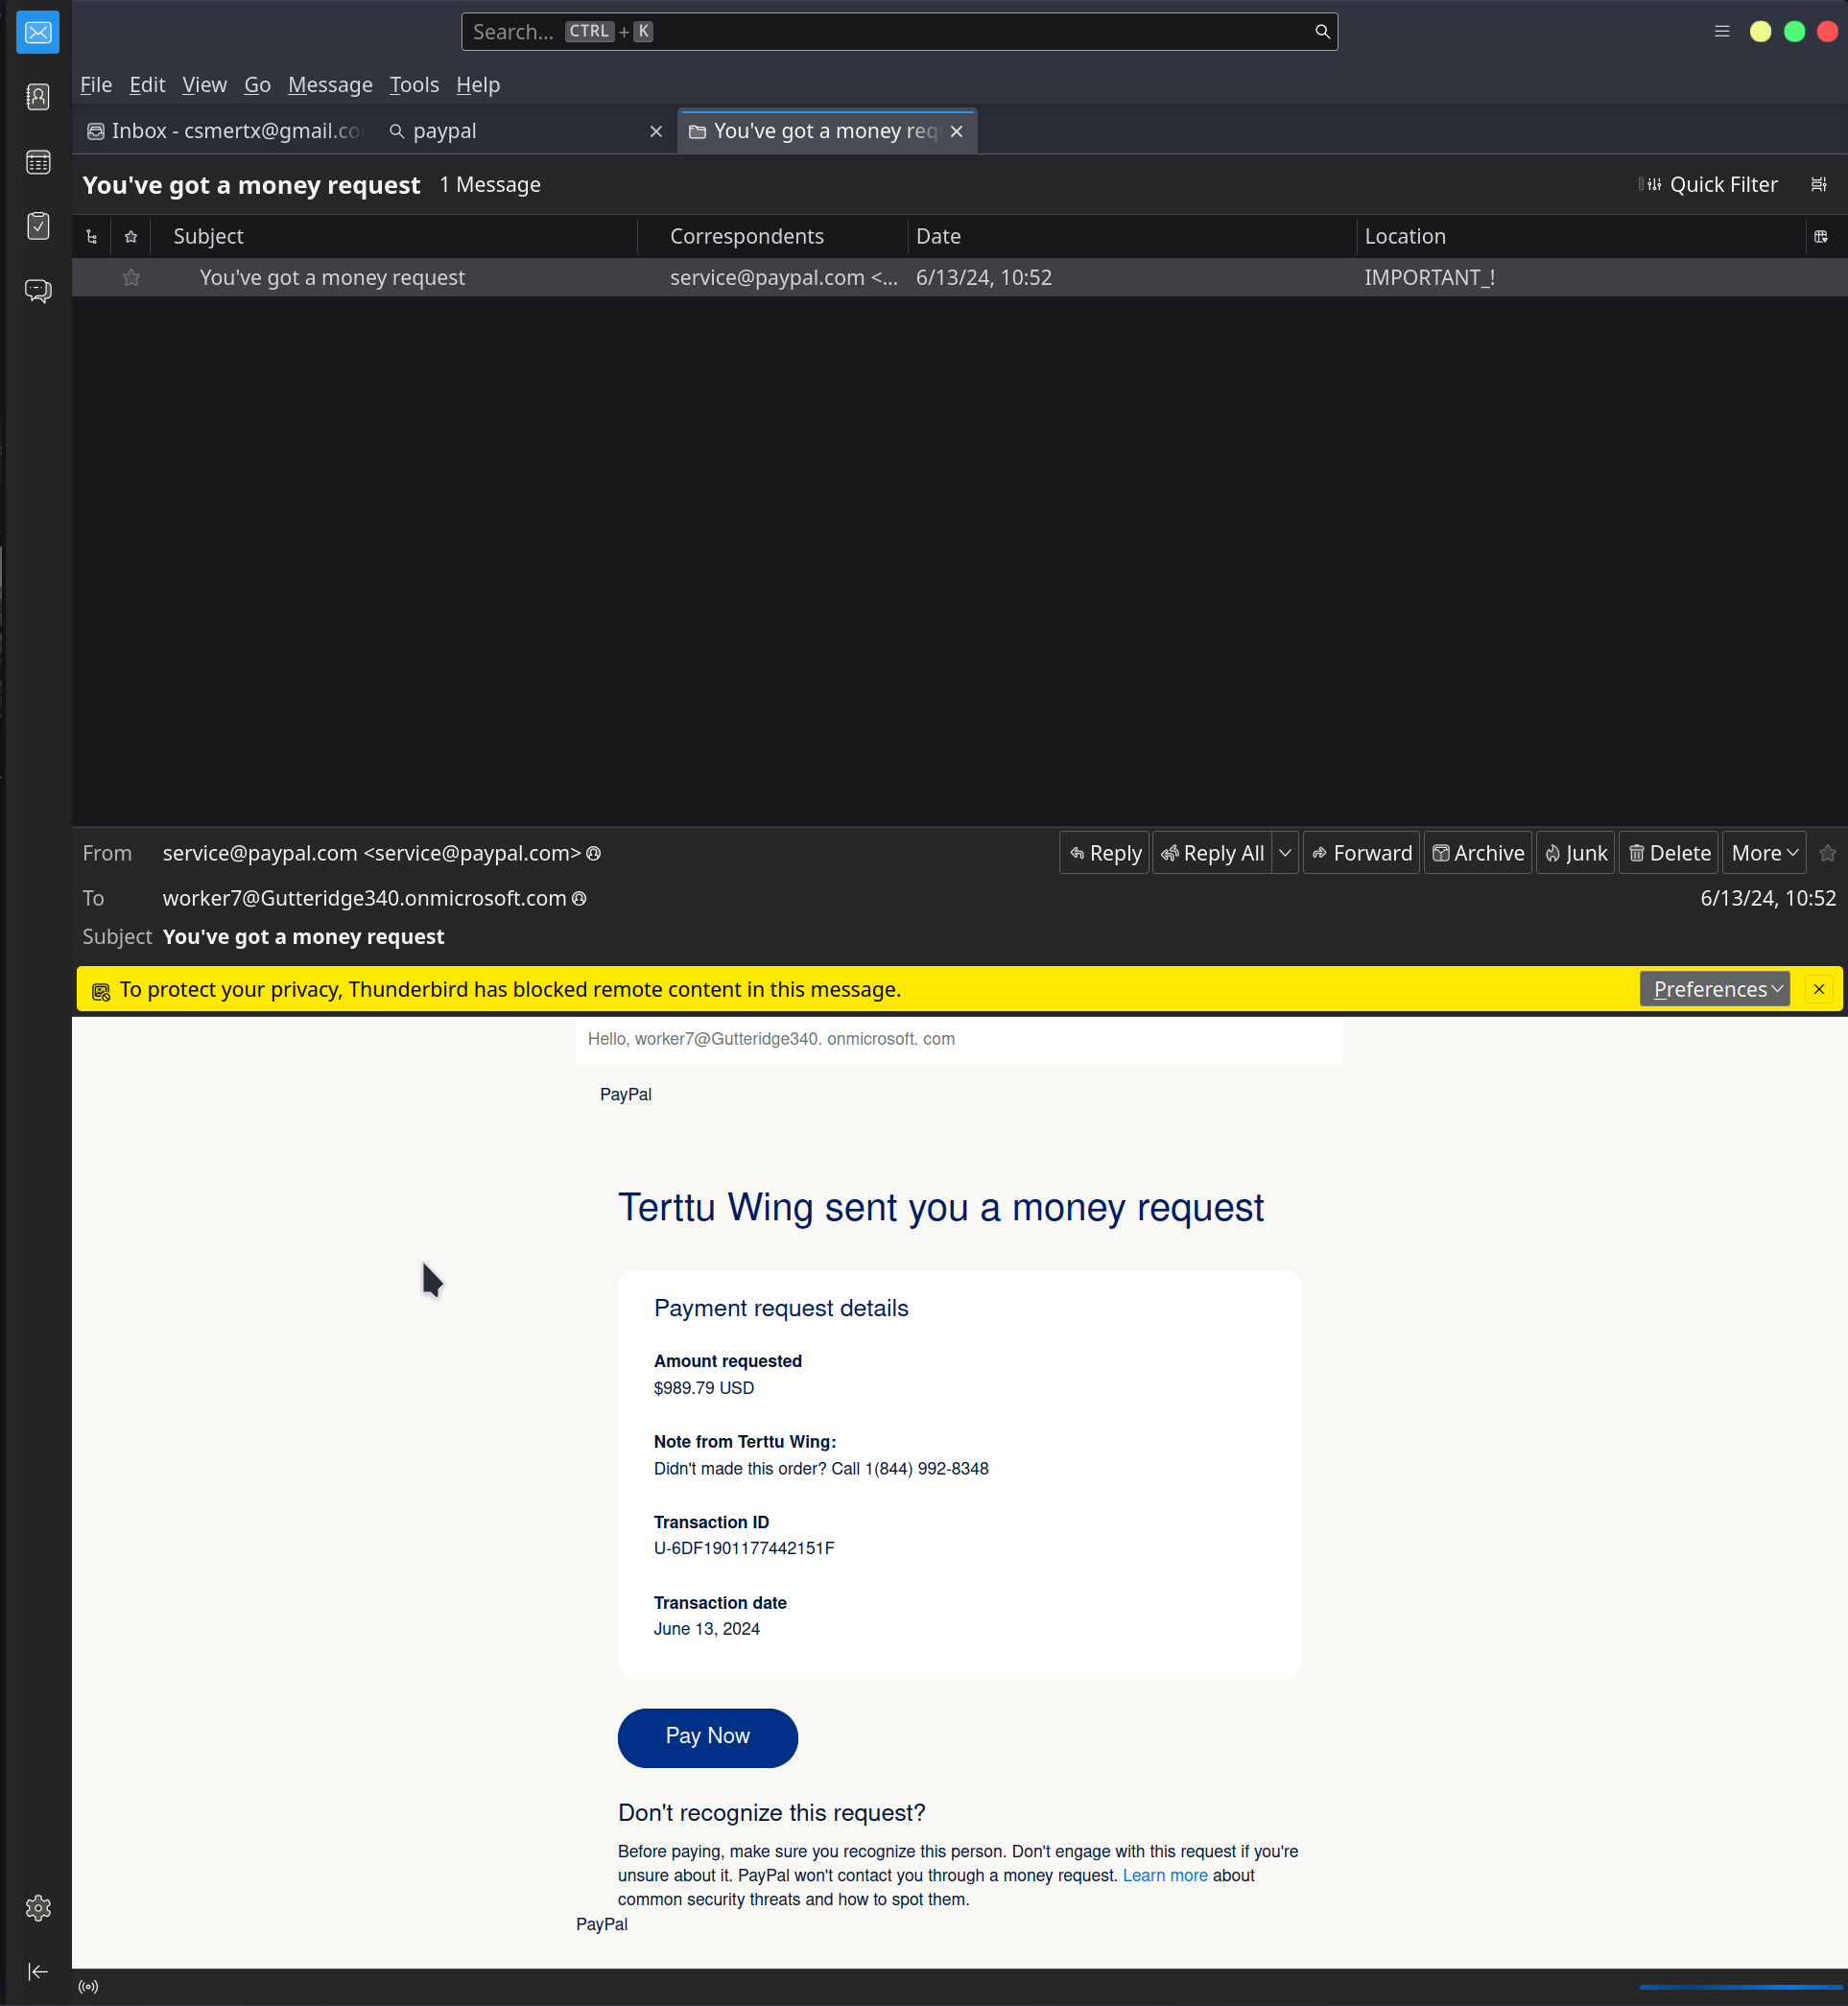 Search... CTRL + K
File Edit View Go Message Tools Help
Inbox - csmertx@gmail.co paypal You've got a money req
You've got a money request 1 Message Quick Filter
Subject Correspondents Date Location
You've got a money request service@paypal.com <... 6/13/24, 10:52 IMPORTANT_!
From service@paypal.com <service@paypal.com> Reply Reply All Forward Archive Junk Delete More
To worker7@Gutteridge340.onmicrosoft.com 6/13/24, 10:52
Subject You've got a money request
To protect your privacy, Thunderbird has blocked remote content in this message. Preferences
Hello, worker7@Gutteridge340. onmicrosoft. com
PayPal
Terttu Wing sent you a money request
Payment request details
Amount requested
$989.79 USD
Note from Terttu Wing:
Didn't made this order? Call 1(844) 992-8348
Transaction ID
U-6DF1901177442151F
Transaction date
June 13, 2024
Pay Now
Don't recognize this request?
Before paying, make sure you recognize this person. Don't engage with this request if you're
unsure about it. PayPal won't contact you through a money request. Learn more about
common security threats and how to spot them.
PayPal